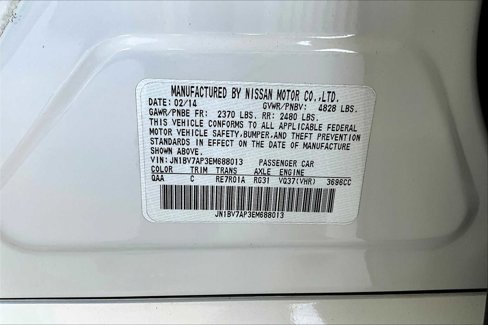 MANUFACTURED BY NISSAN MOTOR CO.,LTD.
DATE: 02/14 GVWR/PNBV: 4828 LBS.
GAWR/PNBE FR: 2370 LBS. RR: 2480 LBS.
THIS VEHICLE CONFORMS TO ALL APPLICABLE FEDERAL
MOTOR VEHICLE SAFETY,BUMPER,AND THEFT PREVENTION
STANDARDS IN EFFECT ON THE DATE OF MANUFACTURE
SHOWN ABOVE.
VIN: JN1BV7AP3EM688013 PASSENGER CAR
COLOR TRIM TRANS AXLE ENGINE
QAA C RE7R01A RG31 VQ37(VHR) 3696CC
JN1BV7AP3EM688013